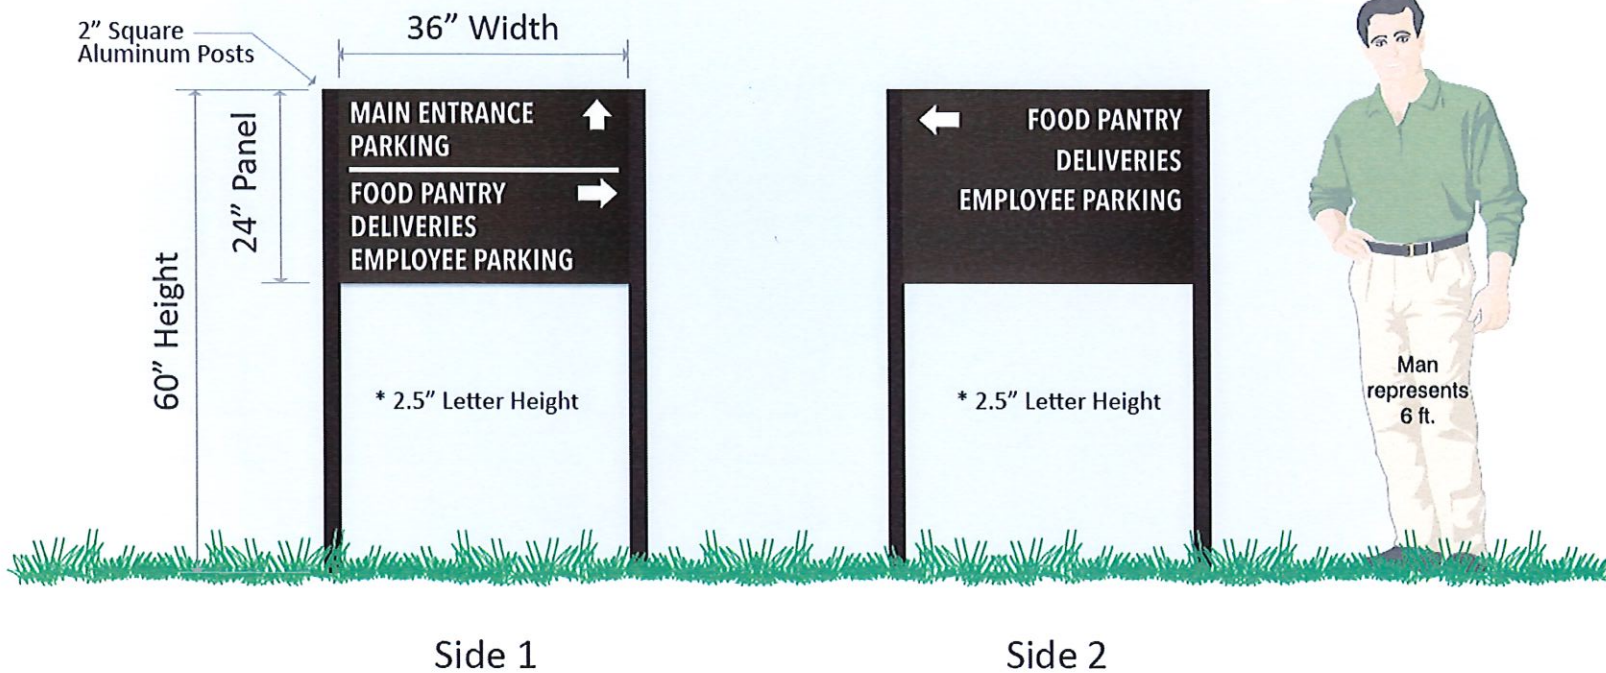 2” Square
Aluminum Posts
36” Width
24” Panel
60” Height
MAIN ENTRANCE
PARKING
FOOD PANTRY
DELIVERIES
EMPLOYEE PARKING
* 2.5” Letter Height
Side 1
FOOD PANTRY
DELIVERIES
EMPLOYEE PARKING
* 2.5” Letter Height
Side 2
Man
represents
6 ft.